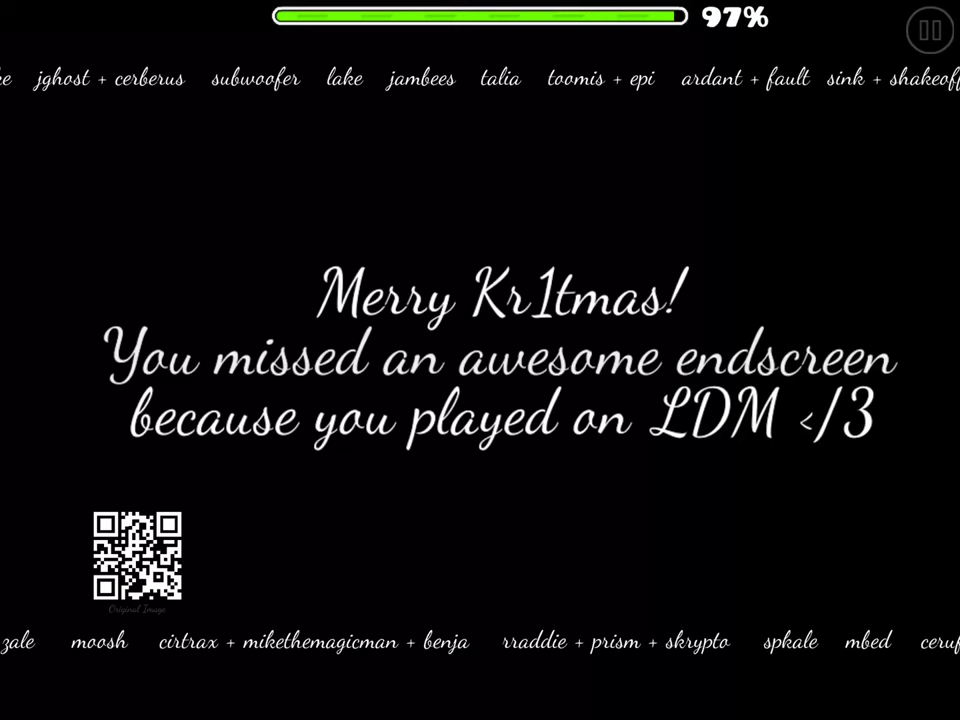 97%
ke jghost + cerberus subwoofer lake jambees talia toomis + epi ardant + fault sink + shakeoff
Merry Kr1tmas!
You missed an awesome endscreen
because you played on LDM </3
Original Image
zale moosh cirtrax + mikethemagicman + benja rraddie + prism + skrypto spkale mbed ceruf